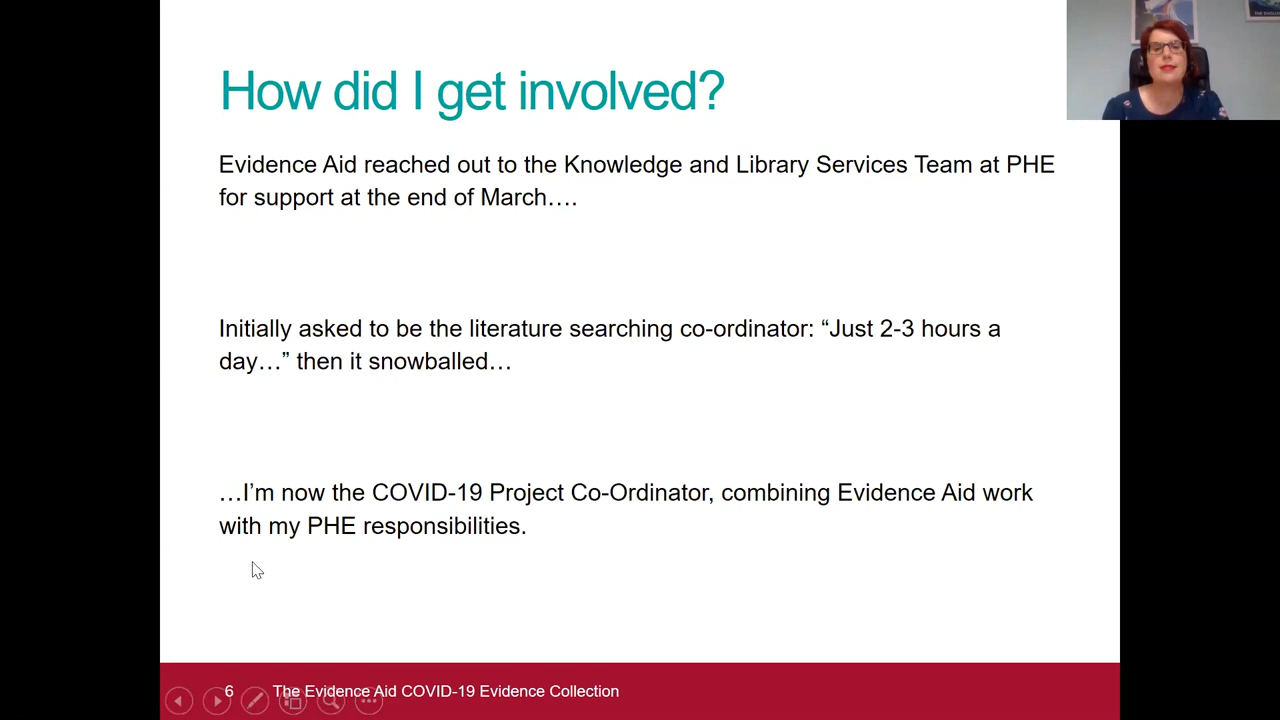 How did I get involved?
Evidence Aid reached out to the Knowledge and Library Services Team at PHE
for support at the end of March….
Initially asked to be the literature searching co-ordinator: “Just 2-3 hours a
day…” then it snowballed…
…I’m now the COVID-19 Project Co-Ordinator, combining Evidence Aid work
with my PHE responsibilities.
6 The Evidence Aid COVID-19 Evidence Collection